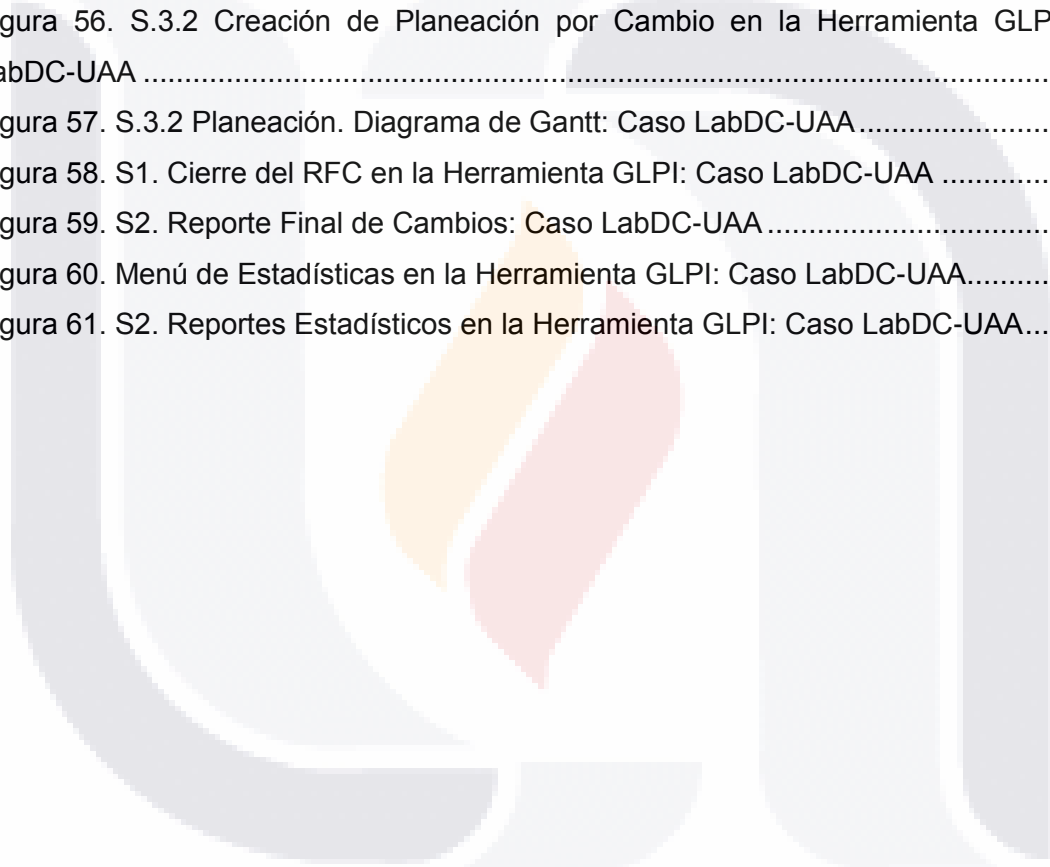 gura 56. S.3.2 Creación de Planeación por Cambio en la Herramienta GLP
abDC-UAA ..............................................................................................................
gura 57. S.3.2 Planeación. Diagrama de Gantt: Caso LabDC-UAA .......................
gura 58. S1. Cierre del RFC en la Herramienta GLPI: Caso LabDC-UAA .............
gura 59. S2. Reporte Final de Cambios: Caso LabDC-UAA ..................................
gura 60. Menú de Estadísticas en la Herramienta GLPI: Caso LabDC-UAA..........
gura 61. S2. Reportes Estadísticos en la Herramienta GLPI: Caso LabDC-UAA...